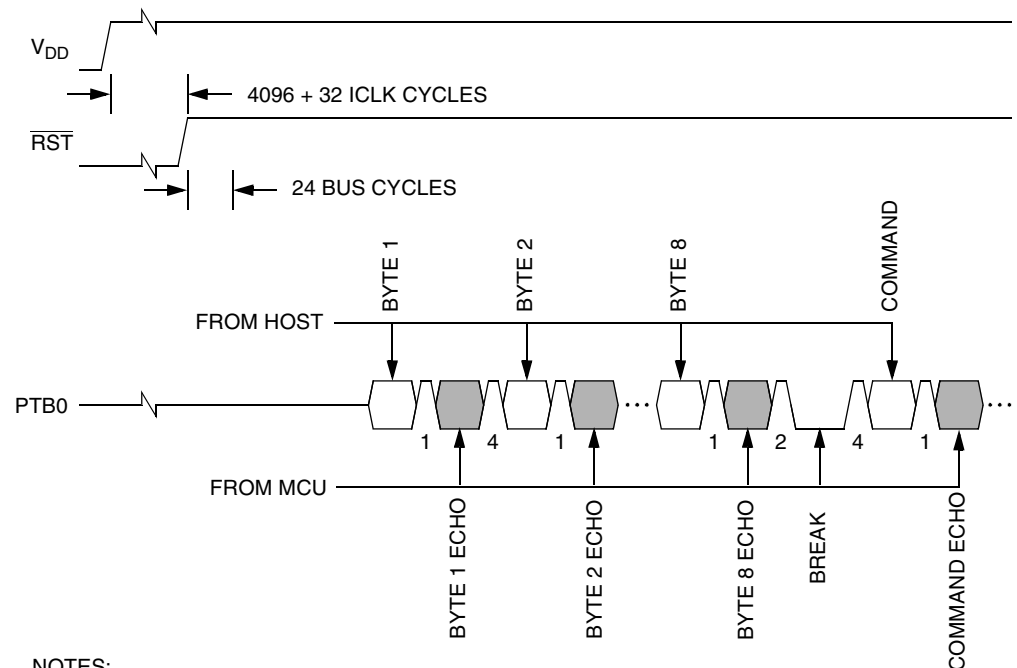 VDD
4096 + 32 ICLK CYCLES
RST
24 BUS CYCLES
BYTE 1
BYTE 2
BYTE 8
COMMAND
FROM HOST
PTB0
...
...
1
4
1
1
2
4
1
FROM MCU
BYTE 1 ECHO
BYTE 2 ECHO
BYTE 8 ECHO
BREAK
COMMAND ECHO
NOTES: